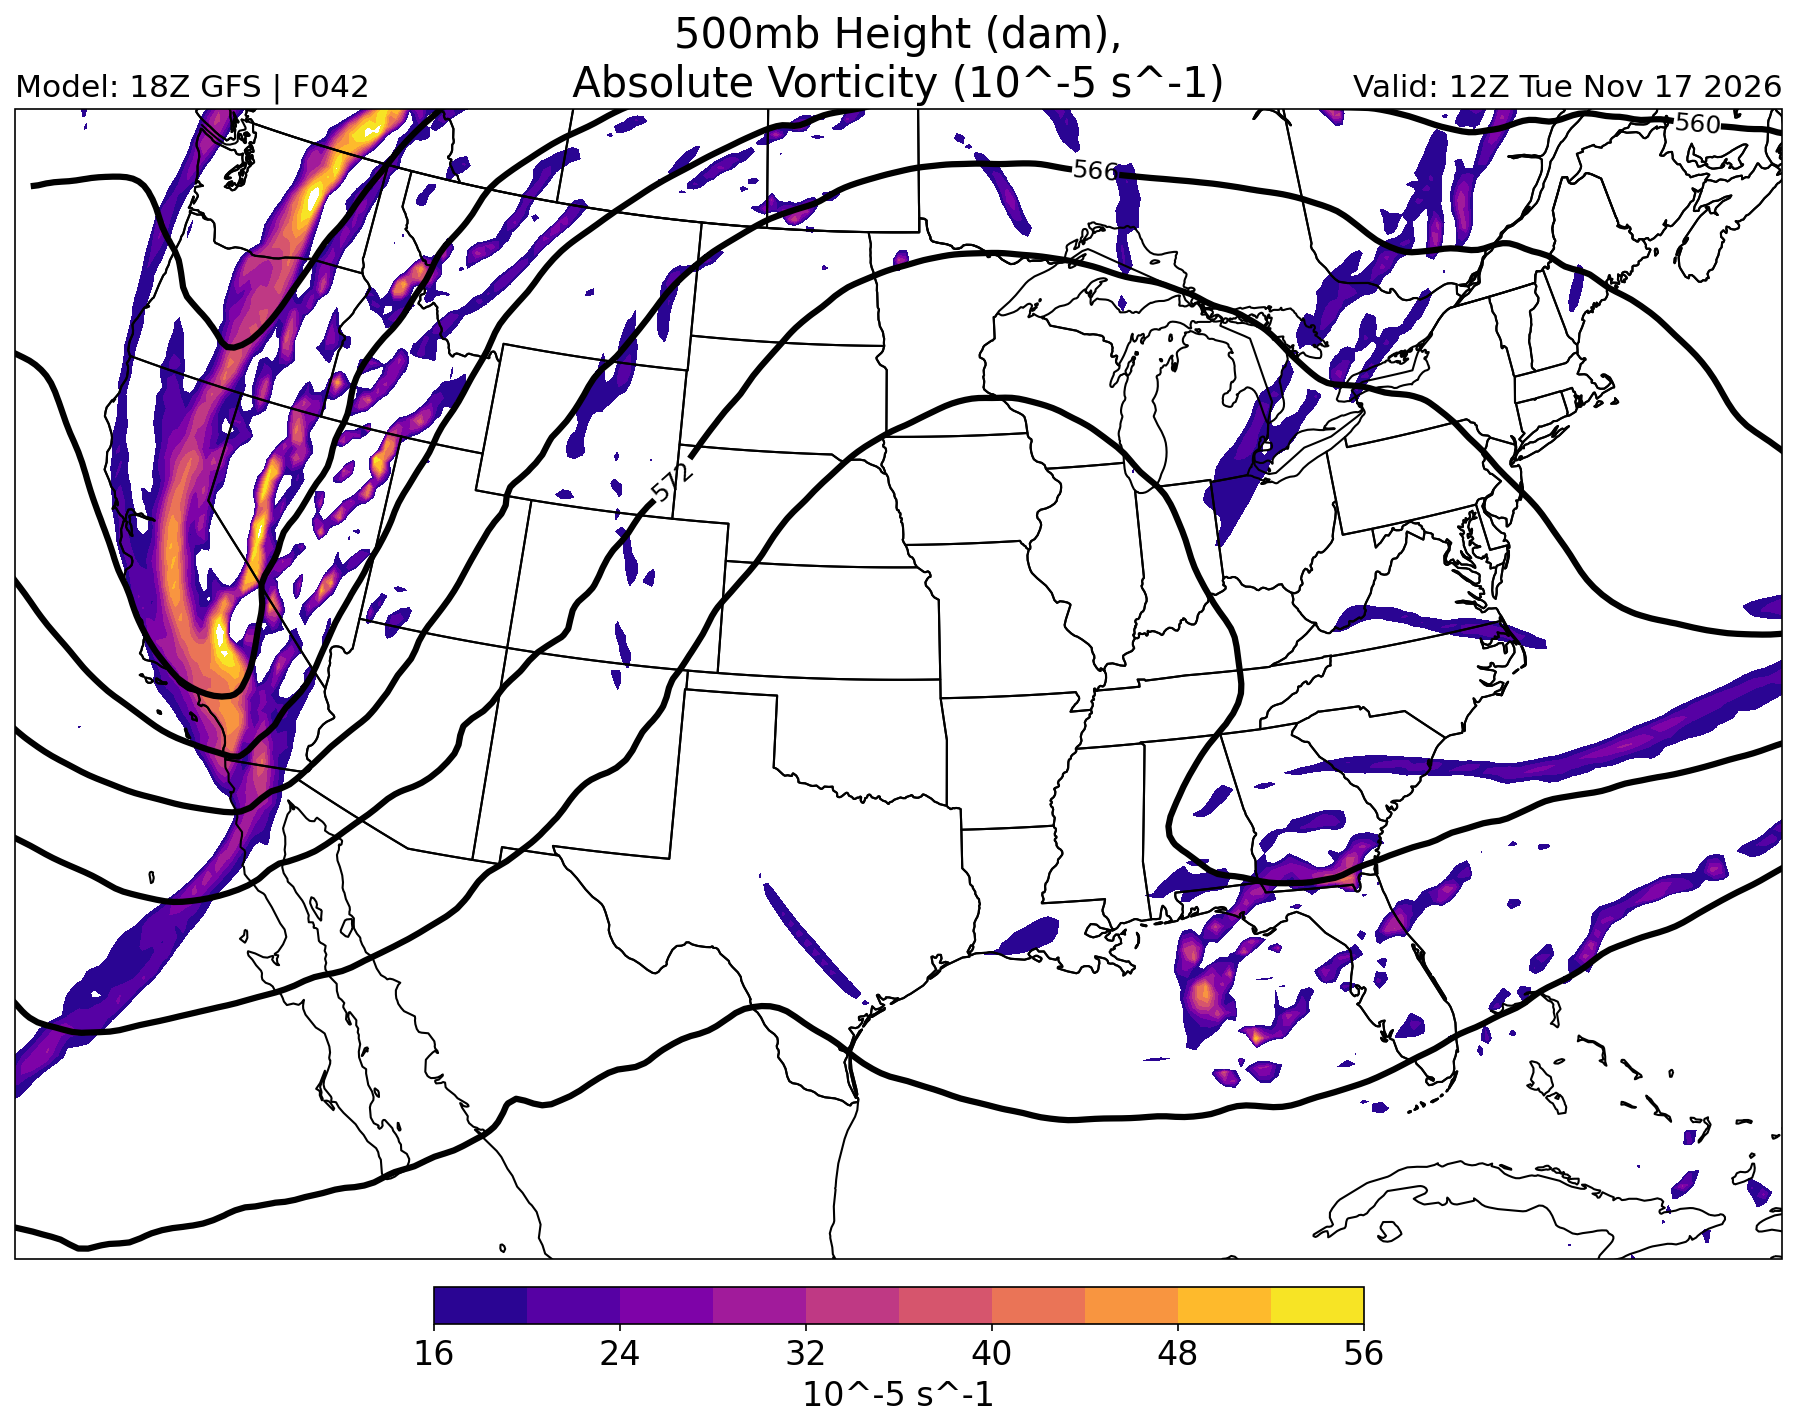 500mb Height (dam),
Model: 18Z GFS | F042
Absolute Vorticity (10^-5 s^-1)
Valid: 12Z Tue Nov 17 2026
560
566
572
16 24 32 40 48 56
10^-5 s^-1